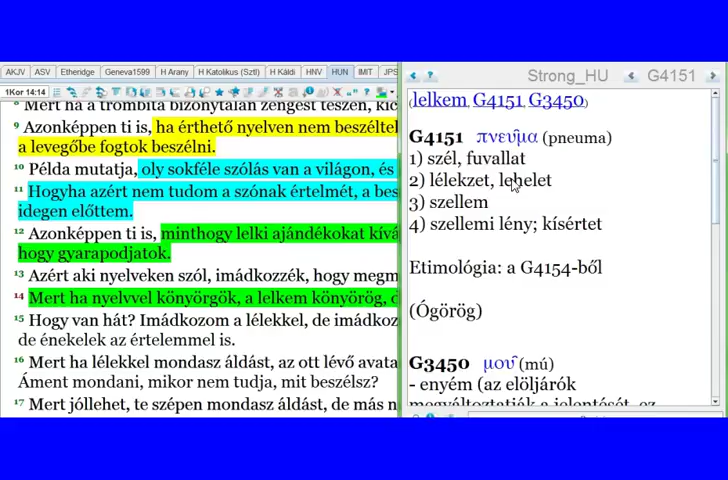 AKJV ASV Etheridge Geneva1599 H Arany H Katolikus (Sztl) H Káldi HNV HUN IMIT JPS
1Kor 14:14
8 Mert ha a trombita bizonytalan zengést teszen, kic
9 Azonképpen ti is, ha érthető nyelven nem beszéltek
a levegőbe fogtok beszélni.
10 Példa mutatja, oly sokféle szólás van a világon, és
11 Hogyha azért nem tudom a szónak értelmét, a bes
idegen előttem.
12 Azonképpen ti is, minthogy lelki ajándékokat kívá
hogy gyarapodjatok.
13 Azért aki nyelveken szól, imádkozzék, hogy megm
14 Mert ha nyelvvel könyörgök, a lelkem könyörög, d
15 Hogy van hát? Imádkozom a lélekkel, de imádkoz
de énekelek az értelemmel is.
16 Mert ha lélekkel mondasz áldást, az ott lévő avata
Áment mondani, mikor nem tudja, mit beszélsz?
17 Mert jóllehet, te szépen mondasz áldást, de más n
Strong_HU G4151
(lelkem, G4151 G3450)
G4151 πνεῦμα (pneuma)
1) szél, fuvallat
2) lélekzet, lehelet
3) szellem
4) szellemi lény; kísértet
Etimológia: a G4154-ből
(Ógörög)
G3450 μοῦ (mú)
- enyém (az elöljárók
megváltoztatják a jelentését, ez